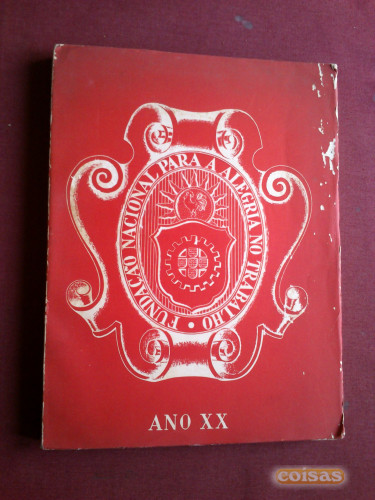 FUNDAÇÃO NACIONAL PARA A ALEGRIA NO TRABALHO •
ANO XX
coisas